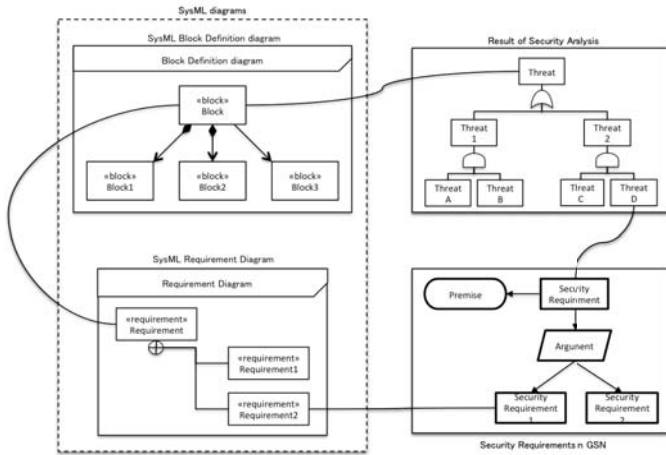 SysML diagrams
SysML Block Definition diagram
Block Definition diagram
«block»
Block
«block»
Block1
«block»
Block2
«block»
Block3
Result of Security Analysis
Threat
Threat
1
Threat
2
Threat
A
Threat
B
Threat
C
Threat
D
SysML Requirement Diagram
Requirement Diagram
«requirement»
Requirement
«requirement»
Requirement1
«requirement»
Requirement2
Premise
Security
Requirnment
Argument
Security
Requirement
1
Security
Requirement
2
Security Requirements n GSN